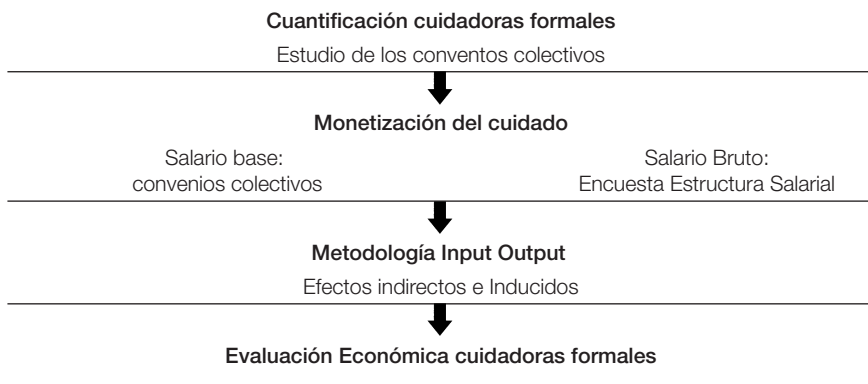 Cuantificación cuidadoras formales
Estudio de los conventos colectivos
Monetización del cuidado
Salario base:
convenios colectivos
Salario Bruto:
Encuesta Estructura Salarial
Metodología Input Output
Efectos indirectos e Inducidos
Evaluación Económica cuidadoras formales